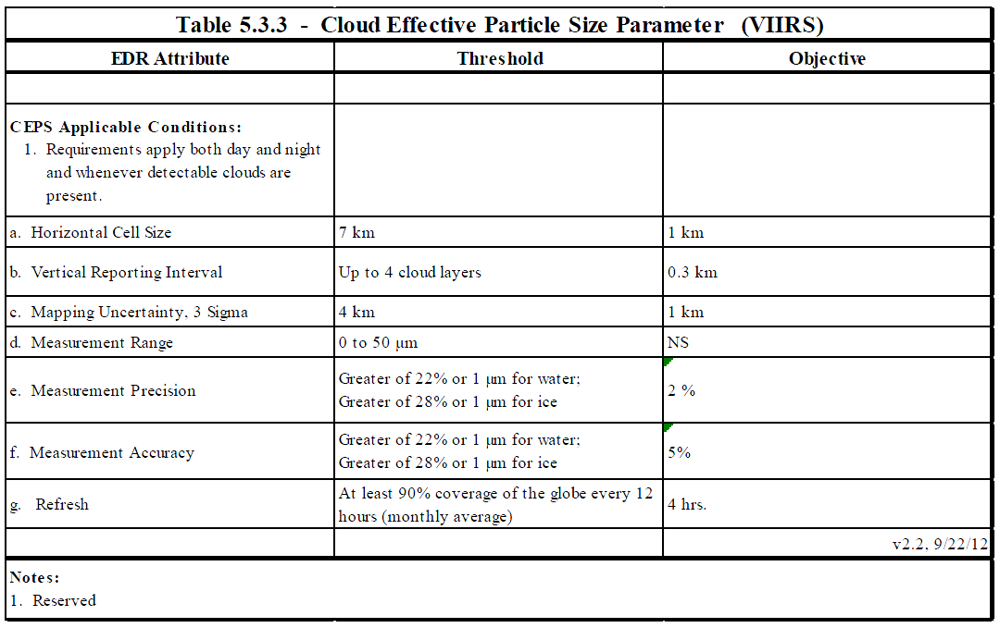 Table 5.3.3 - Cloud Effective Particle Size Parameter (VIIRS)
EDR Attribute Threshold Objective
CEPS Applicable Conditions:
1. Requirements apply both day and night
and whenever detectable clouds are
present.
a. Horizontal Cell Size 7 km 1 km
b. Vertical Reporting Interval Up to 4 cloud layers 0.3 km
c. Mapping Uncertainty, 3 Sigma 4 km 1 km
d. Measurement Range 0 to 50 µm NS
e. Measurement Precision Greater of 22% or 1 µm for water; 2 %
Greater of 28% or 1 µm for ice
f. Measurement Accuracy Greater of 22% or 1 µm for water; 5%
Greater of 28% or 1 µm for ice
g. Refresh At least 90% coverage of the globe every 12 4 hrs.
hours (monthly average)
v2.2, 9/22/12
Notes:
1. Reserved